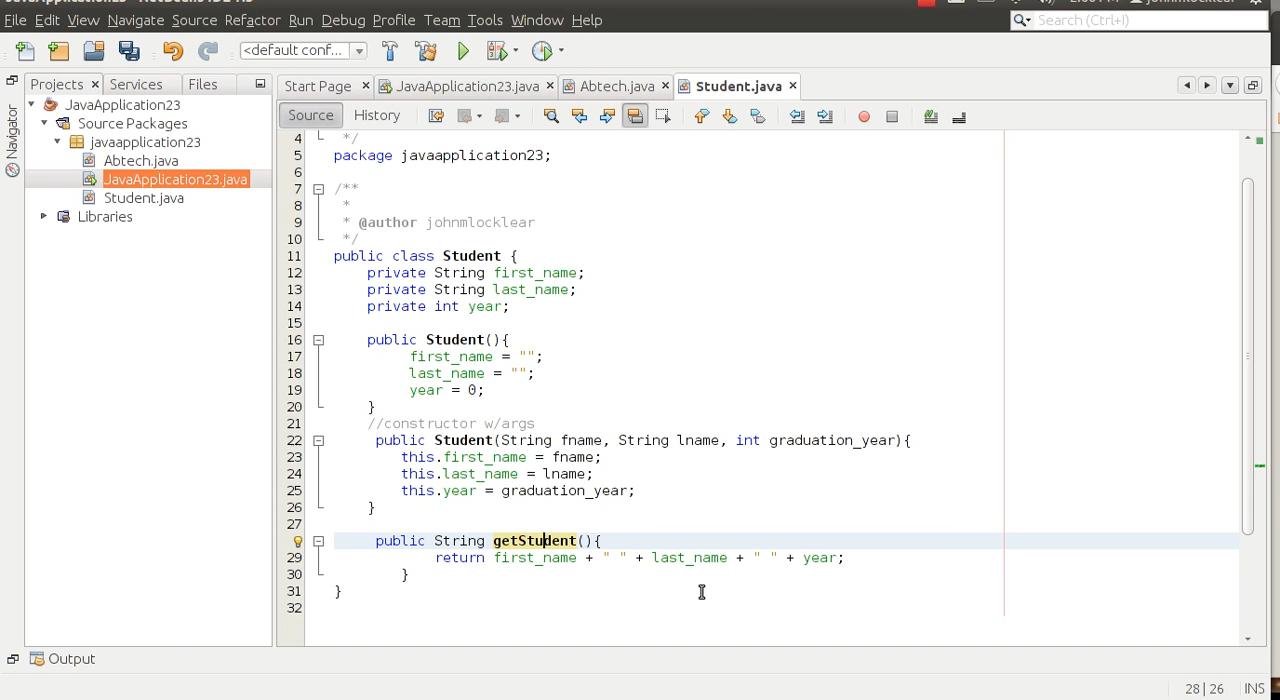 File Edit View Navigate Source Refactor Run Debug Profile Team Tools Window Help
Search (Ctrl+I)
<default conf...
Projects Services Files
Start Page JavaApplication23.java Abtech.java Student.java
Source History
Navigator
JavaApplication23
Source Packages
javaapplication23
Abtech.java
JavaApplication23.java
Student.java
Libraries
4 */
5 package javaapplication23;
6
7 /**
8 *
9 * @author johnmlocklear
10 */
11 public class Student {
12 private String first_name;
13 private String last_name;
14 private int year;
15
16 public Student(){
17 first_name = "";
18 last_name = "";
19 year = 0;
20 }
21 //constructor w/args
22 public Student(String fname, String lname, int graduation_year){
23 this.first_name = fname;
24 this.last_name = lname;
25 this.year = graduation_year;
26 }
27
28 public String getStudent(){
29 return first_name + " " + last_name + " " + year;
30 }
31 }
32
Output
28|26 INS